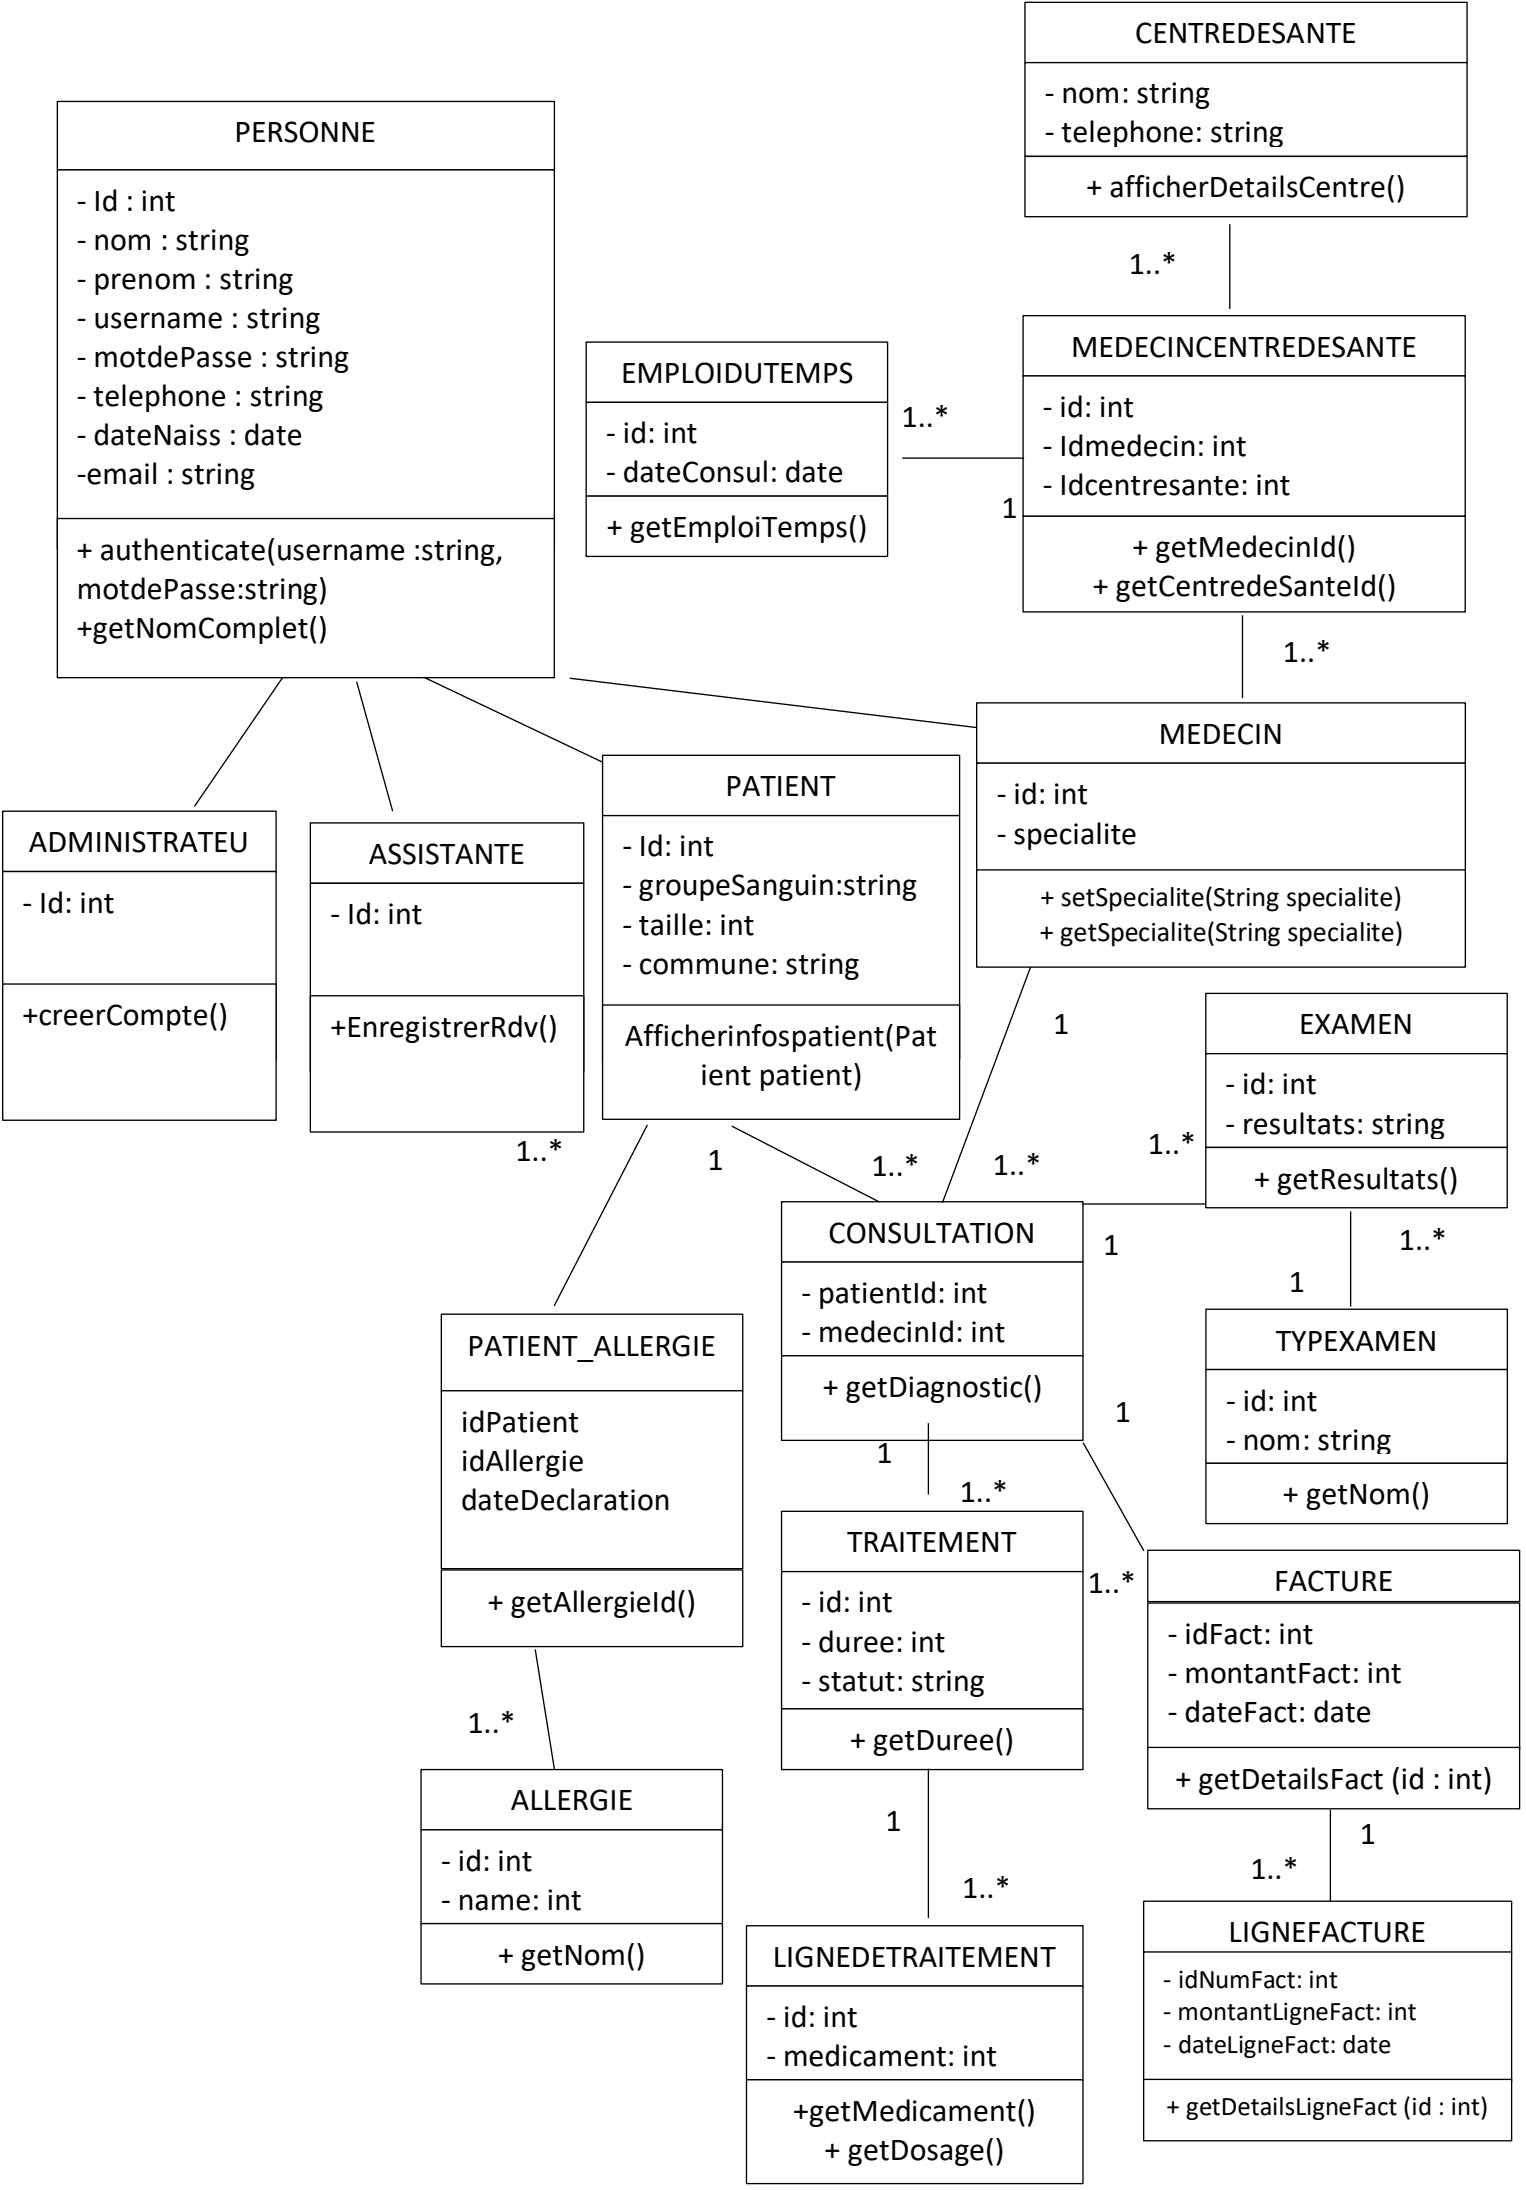 CENTREDESANTE
- nom: string
- telephone: string
+ afficherDetailsCentre()
1..*
PERSONNE
- Id : int
- nom : string
- prenom : string
- username : string
- motdePasse : string
- telephone : string
- dateNaiss : date
-email : string
+ authenticate(username :string,
motdePasse:string)
+getNomComplet()
EMPLOIDUTEMPS
- id: int
- dateConsul: date
+ getEmploiTemps()
1..*
1
MEDECINCENTREDESANTE
- id: int
- Idmedecin: int
- Idcentresante: int
+ getMedecinId()
+ getCentredeSanteId()
1..*
MEDECIN
- id: int
- specialite
+ setSpecialite(String specialite)
+ getSpecialite(String specialite)
ADMINISTRATEU
- Id: int
+creerCompte()
ASSISTANTE
- Id: int
+EnregistrerRdv()
PATIENT
- Id: int
- groupeSanguin:string
- taille: int
- commune: string
Afficherinfospatient(Pat
ient patient)
1
EXAMEN
- id: int
- resultats: string
+ getResultats()
1..*
1
1..*
1..*
1..*
CONSULTATION
- patientId: int
- medecinId: int
+ getDiagnostic()
1
1..*
1
TYPEXAMEN
- id: int
- nom: string
+ getNom()
PATIENT_ALLERGIE
idPatient
idAllergie
dateDeclaration
+ getAllergieId()
1
1
1..*
TRAITEMENT
- id: int
- duree: int
- statut: string
+ getDuree()
1..*
FACTURE
- idFact: int
- montantFact: int
- dateFact: date
+ getDetailsFact (id : int)
1..*
ALLERGIE
- id: int
- name: int
+ getNom()
1
1..*
1
1..*
LIGNEDETRAITEMENT
- id: int
- medicament: int
+getMedicament()
+ getDosage()
LIGNEFACTURE
- idNumFact: int
- montantLigneFact: int
- dateLigneFact: date
+ getDetailsLigneFact (id : int)